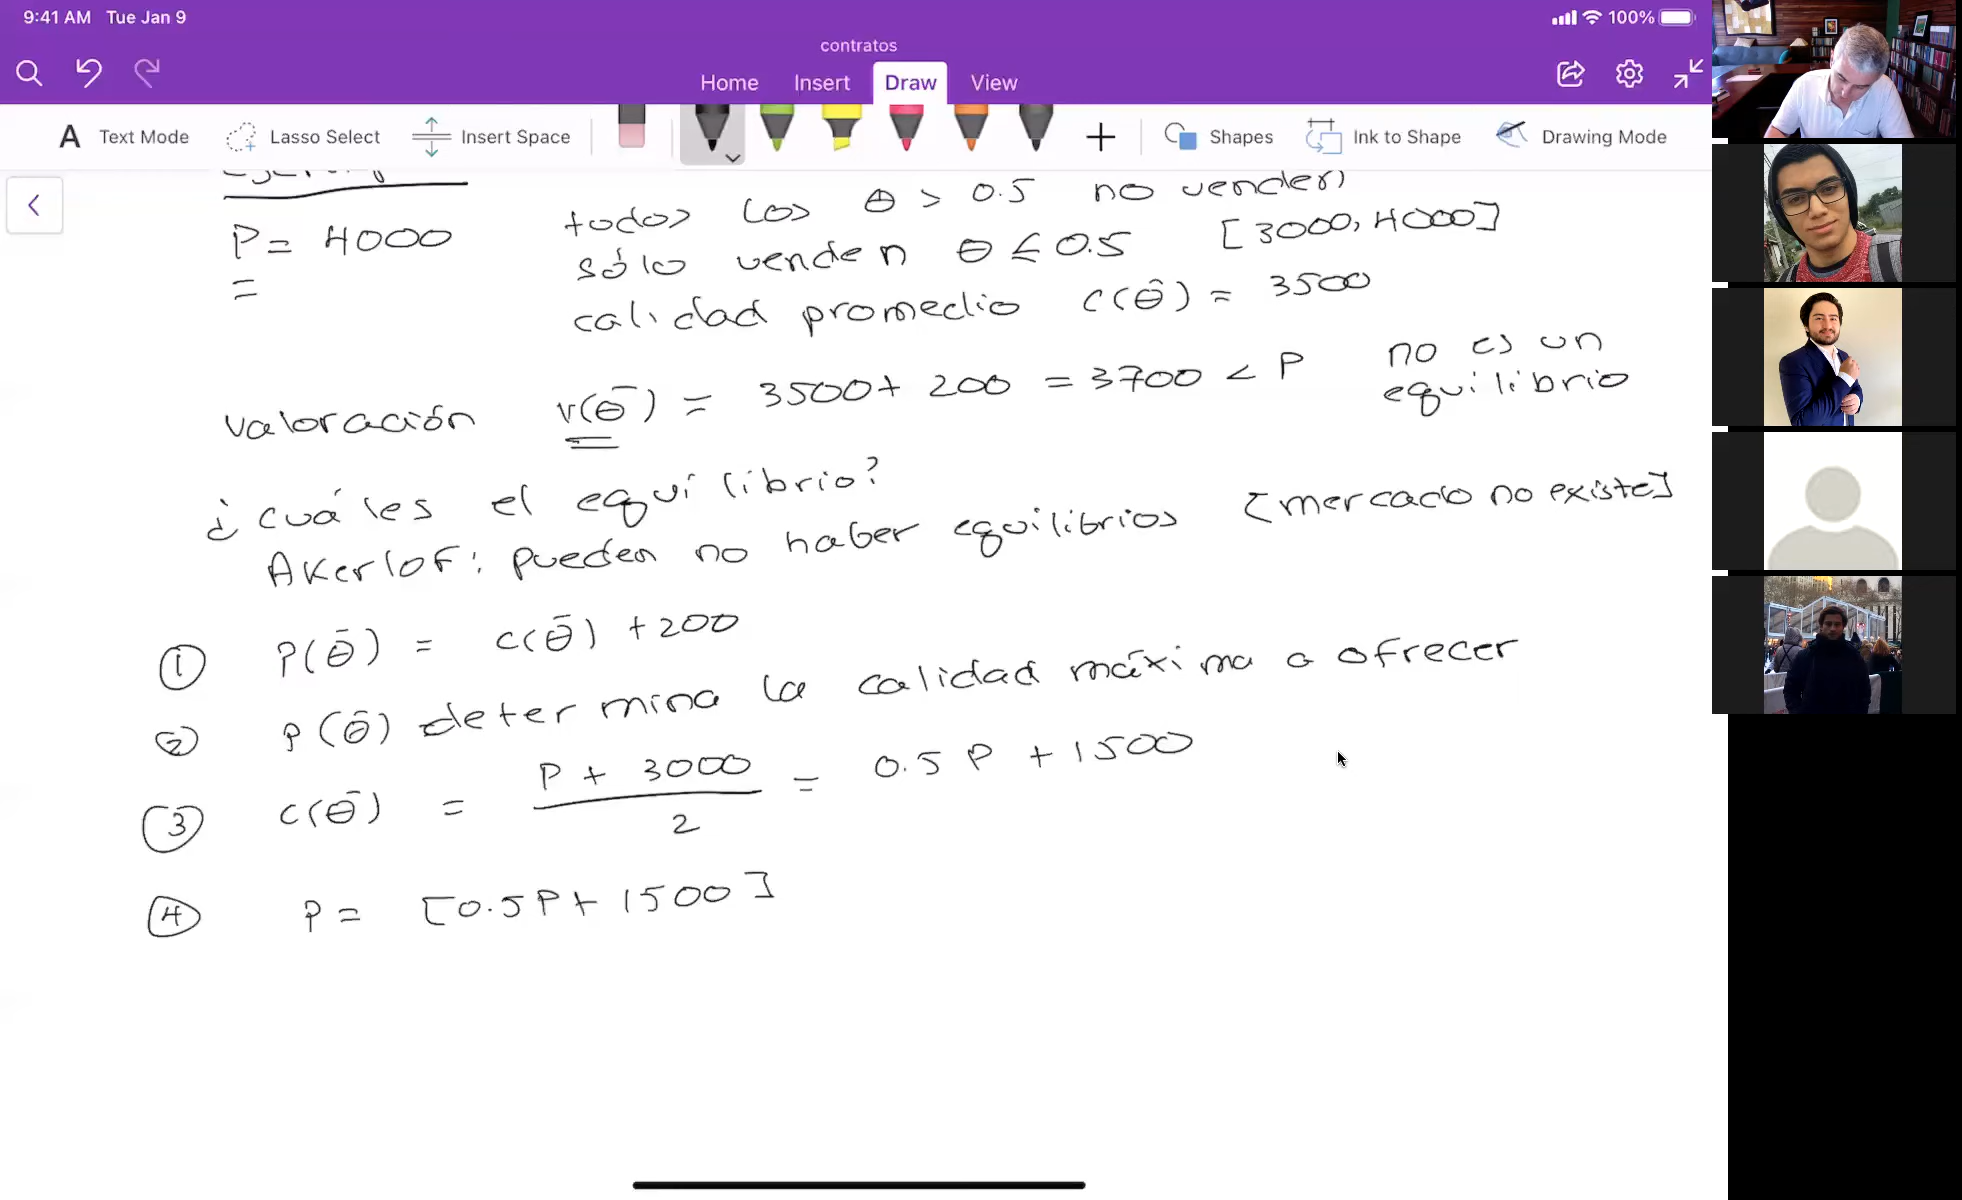 9:41 AM Tue Jan 9
100%
contratos
Home Insert Draw View
A Text Mode Lasso Select Insert Space Shapes Ink to Shape Drawing Mode
todos los θ > 0.5 no venden
P = 4000 sólo venden θ ≤ 0.5 [3000, 4000]
=
calidad promedio c(θ̄) = 3500
valoración v(θ̄) = 3500 + 200 = 3700 < P no es un equilibrio
¿cuál es el equilibrio?
Akerlof: pueden no haber equilibrios [mercado no existe]
① P(θ̄) = c(θ̄) + 200
② P(θ̄) determina la calidad máxima a ofrecer
③ c(θ̄) = P + 3000 / 2 = 0.5 P + 1500
④ P = [0.5P + 1500]